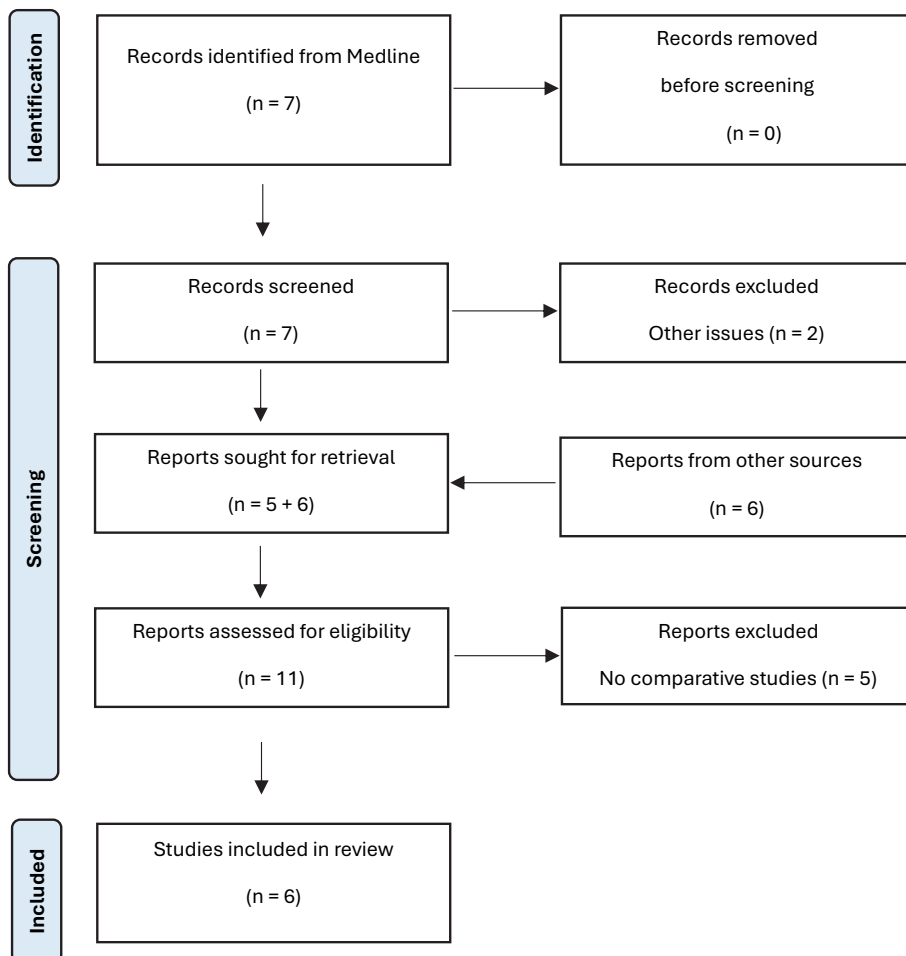 Identification
Records identified from Medline
(n = 7)
Records removed
before screening
(n = 0)
Screening
Records screened
(n = 7)
Records excluded
Other issues (n = 2)
Reports sought for retrieval
(n = 5 + 6)
Reports from other sources
(n = 6)
Reports assessed for eligibility
(n = 11)
Reports excluded
No comparative studies (n = 5)
Included
Studies included in review
(n = 6)